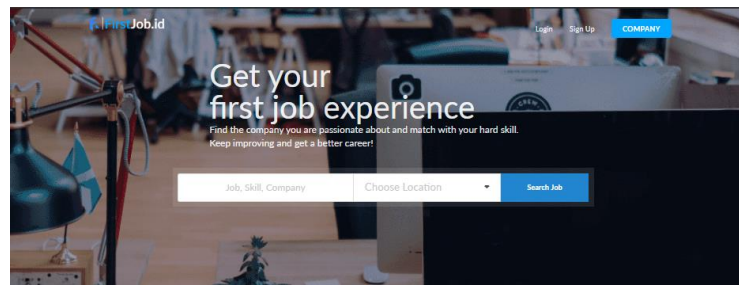 FirstJob.id
Login
Sign Up
COMPANY
Get your
first job experience
Find the company you are passionate about and match with your hard skill.
Keep improving and get a better career!
Job, Skill, Company
Choose Location
Search Job
CREW